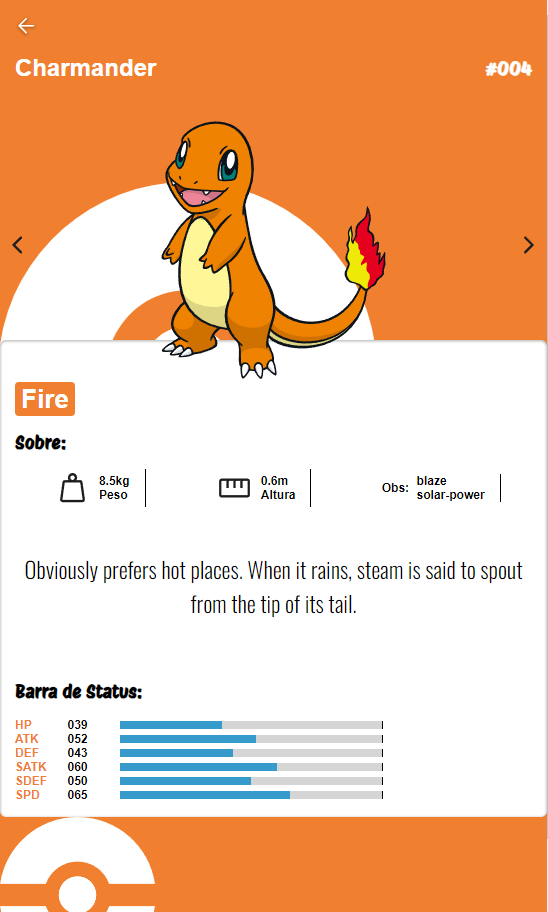 Charmander
#004
Fire
Sobre:
8.5kg
Peso
0.6m
Altura
Obs:
blaze
solar-power
Obviously prefers hot places. When it rains, steam is said to spout
from the tip of its tail.
Barra de Status:
HP 039
ATK 052
DEF 043
SATK 060
SDEF 050
SPD 065